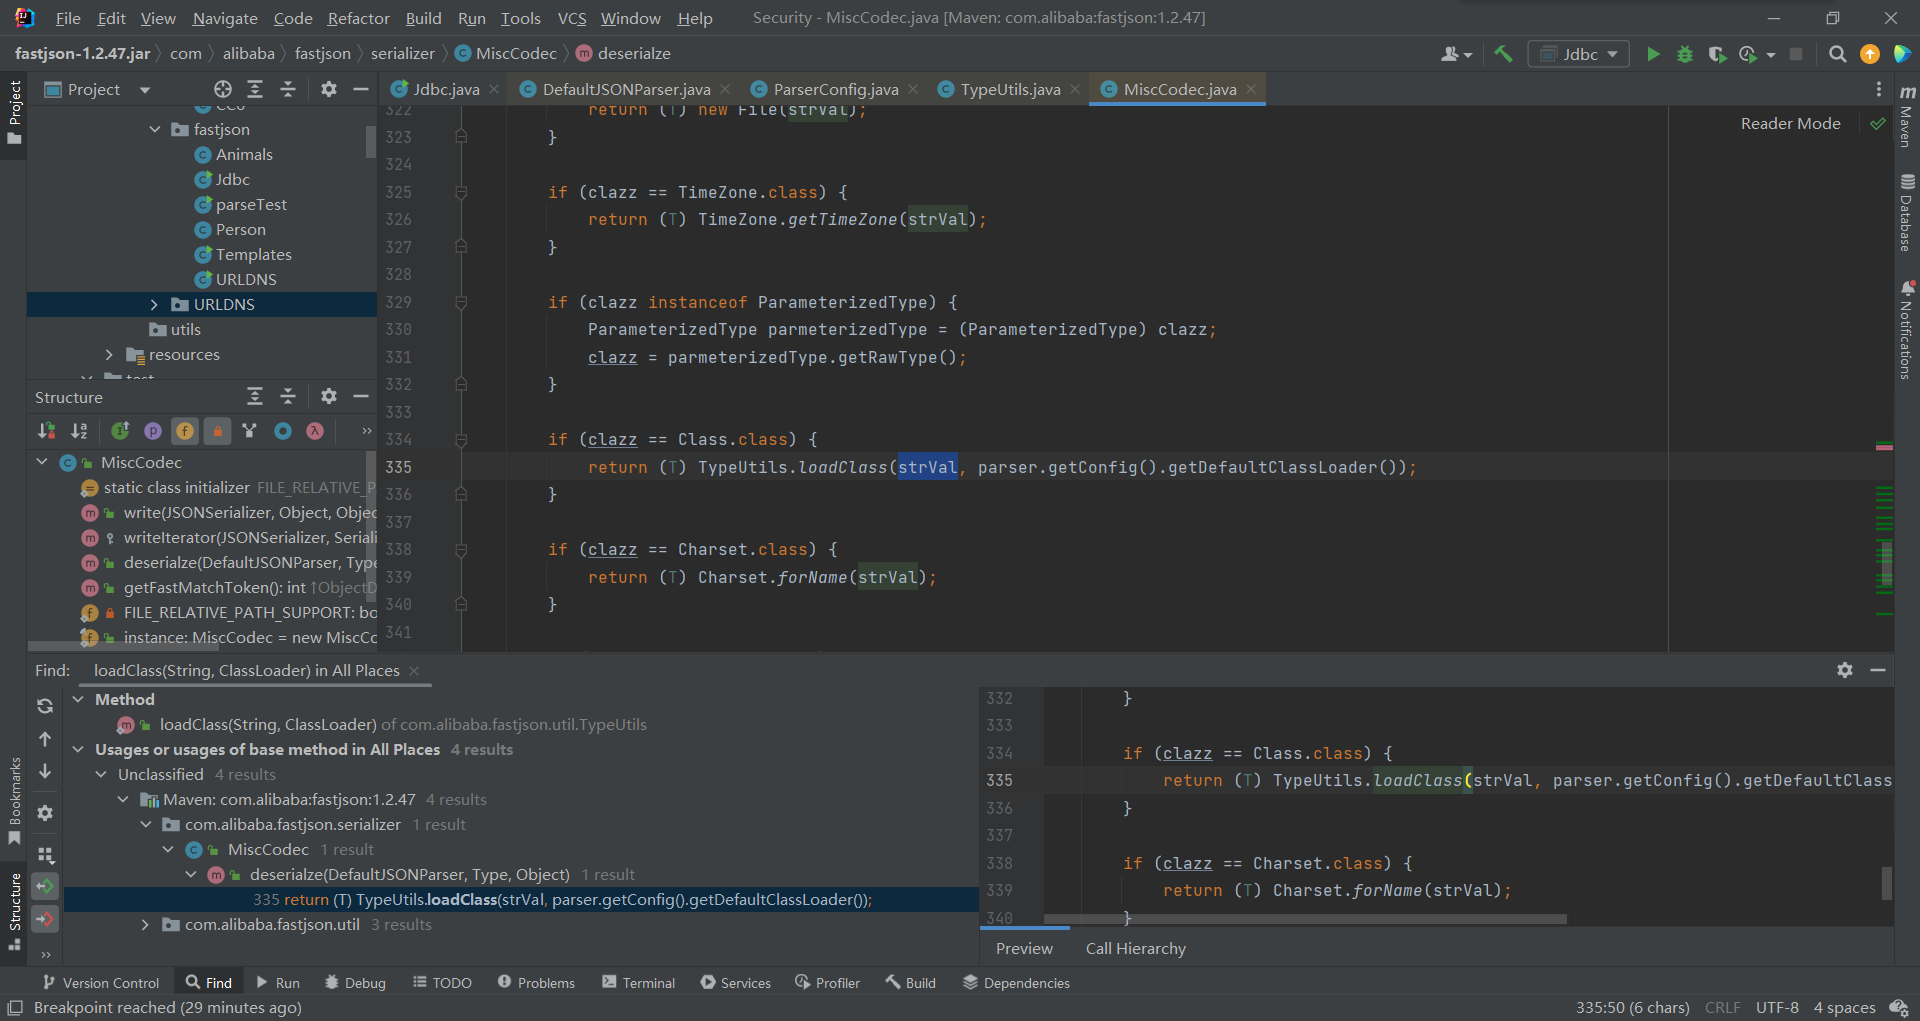 File Edit View Navigate Code Refactor Build Run Tools VCS Window Help Security - MiscCodec.java [Maven: com.alibaba:fastjson:1.2.47]
fastjson-1.2.47.jar com alibaba fastjson serializer MiscCodec deserialze Jdbc
Project
Jdbc.java DefaultJSONParser.java ParserConfig.java TypeUtils.java MiscCodec.java
Reader Mode
fastjson
Animals
Jdbc
parseTest
Person
Templates
URLDNS
URLDNS
utils
resources
322 return (T) new File(strVal);
323 }
324
325 if (clazz == TimeZone.class) {
326 return (T) TimeZone.getTimeZone(strVal);
327 }
328
329 if (clazz instanceof ParameterizedType) {
330 ParameterizedType parmeterizedType = (ParameterizedType) clazz;
331 clazz = parmeterizedType.getRawType();
332 }
333
334 if (clazz == Class.class) {
335 return (T) TypeUtils.loadClass(strVal, parser.getConfig().getDefaultClassLoader());
336 }
337
338 if (clazz == Charset.class) {
339 return (T) Charset.forName(strVal);
340 }
341
Structure
MiscCodec
static class initializer FILE_RELATIVE_P
write(JSONSerializer, Object, Objec
writeIterator(JSONSerializer, Seriali
deserialze(DefaultJSONParser, Type
getFastMatchToken(): int ↑ObjectD
FILE_RELATIVE_PATH_SUPPORT: bo
instance: MiscCodec = new MiscCo
Project
Bookmarks
Structure
Maven
Database
Notifications
Find: loadClass(String, ClassLoader) in All Places
Method
loadClass(String, ClassLoader) of com.alibaba.fastjson.util.TypeUtils
Usages or usages of base method in All Places 4 results
Unclassified 4 results
Maven: com.alibaba:fastjson:1.2.47 4 results
com.alibaba.fastjson.serializer 1 result
MiscCodec 1 result
deserialze(DefaultJSONParser, Type, Object) 1 result
335 return (T) TypeUtils.loadClass(strVal, parser.getConfig().getDefaultClassLoader());
com.alibaba.fastjson.util 3 results
332 }
333
334 if (clazz == Class.class) {
335 return (T) TypeUtils.loadClass(strVal, parser.getConfig().getDefaultClass
336 }
337
338 if (clazz == Charset.class) {
339 return (T) Charset.forName(strVal);
340 }
Preview Call Hierarchy
Version Control Find Run Debug TODO Problems Terminal Services Profiler Build Dependencies
Breakpoint reached (29 minutes ago) 335:50 (6 chars) CRLF UTF-8 4 spaces